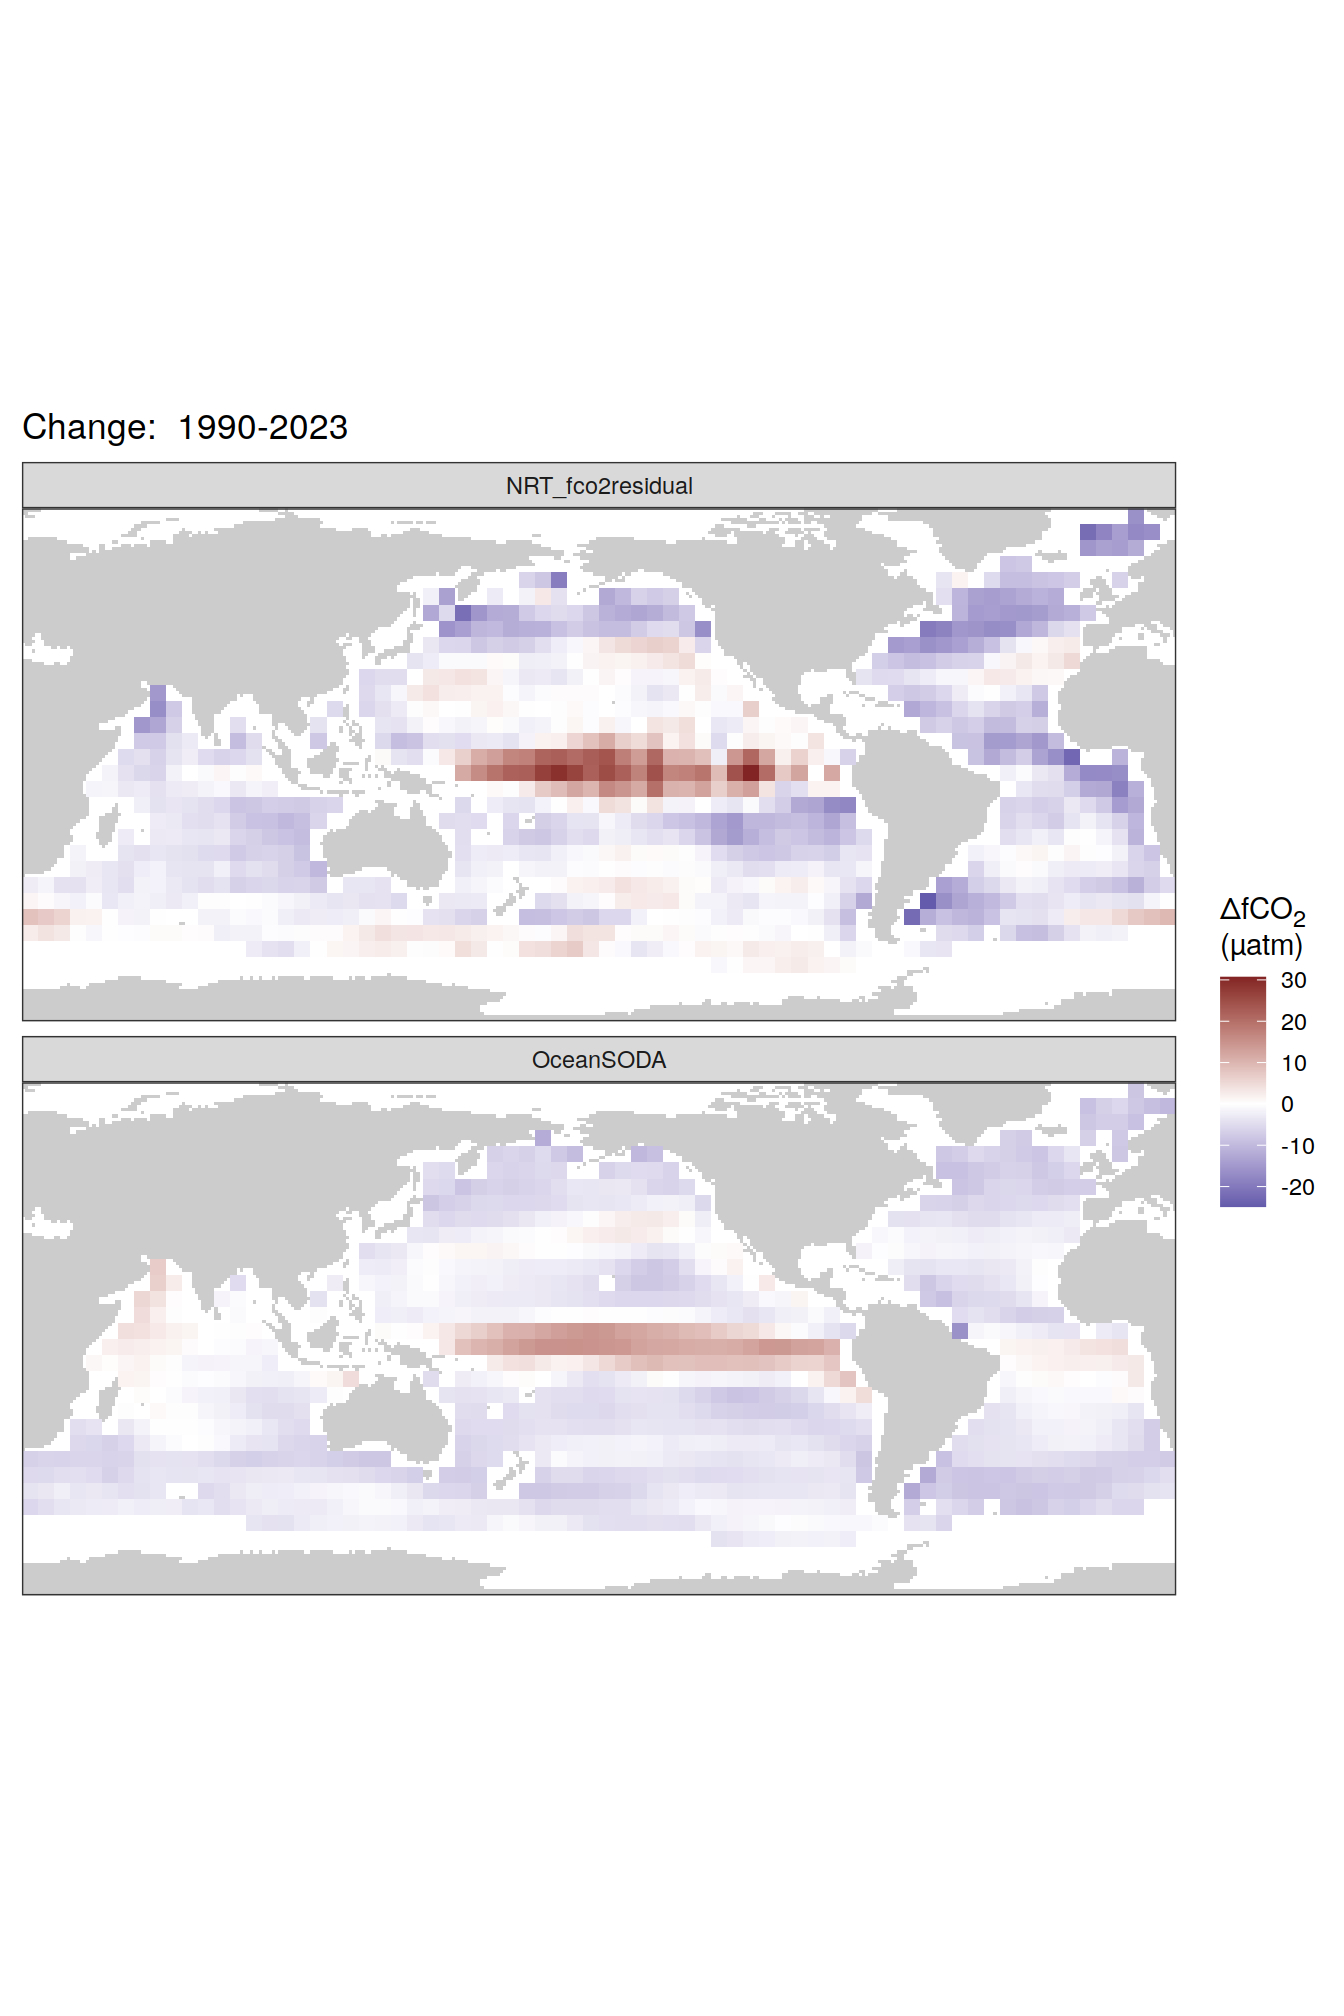 Change: 1990-2023
NRT_fco2residual
OceanSODA
ΔfCO₂
(µatm)
30
20
10
0
-10
-20